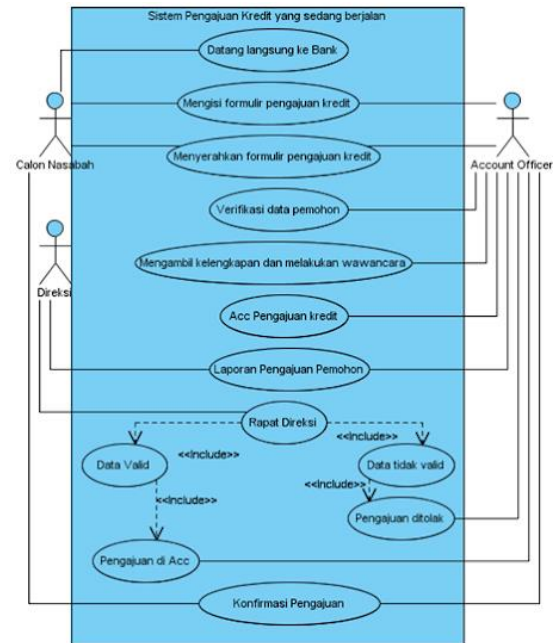 Sistem Pengajuan Kredit yang sedang berjalan
Datang langsung ke Bank
Mengisi formulir pengajuan kredit
Menyerahkan formulir pengajuan kredit
Calon Nasabah
Account Officer
Verifikasi data pemohon
Mengambil kelengkapan dan melakukan wawancara
Direksi
Acc Pengajuan kredit
Laporan Pengajuan Pemohon
Rapat Direksi
<<Include>>
<<Include>>
Data Valid
Data tidak valid
<<Include>>
<<Include>>
Pengajuan ditolak
Pengajuan di Acc
Konfirmasi Pengajuan